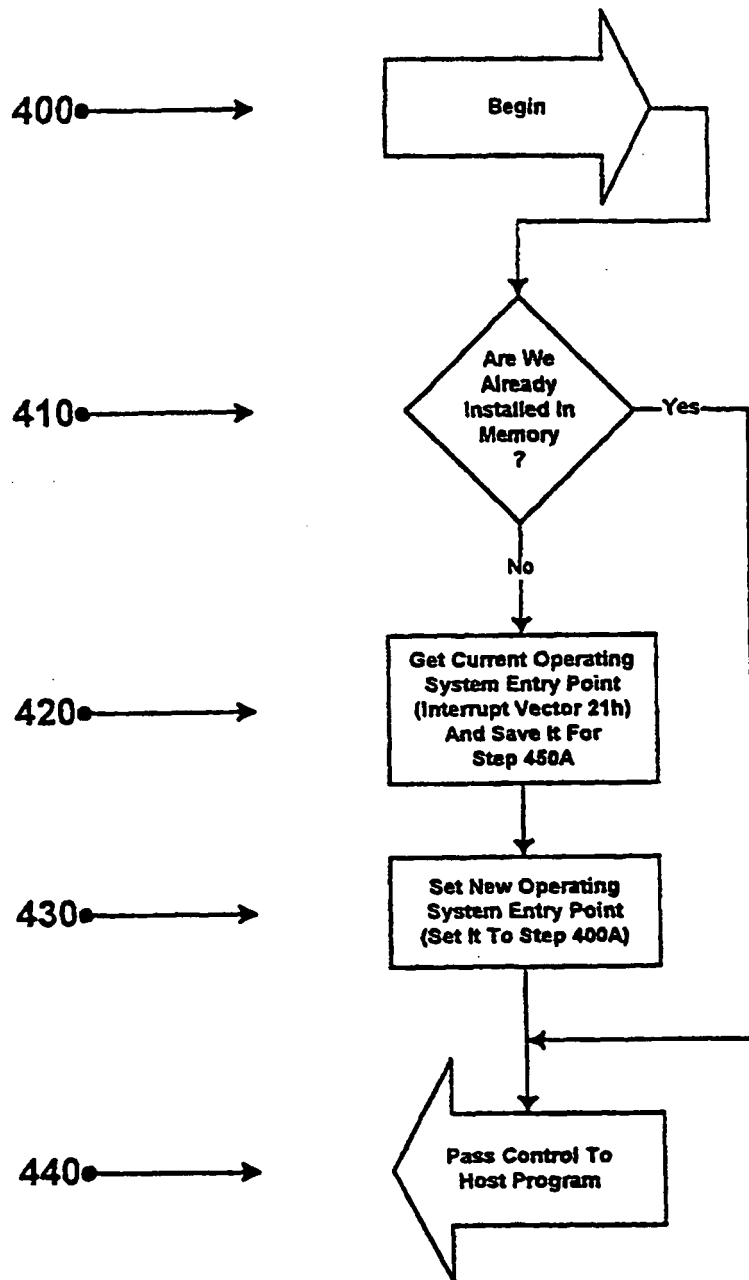 400
Begin
410
Are We
Already
Installed In
Memory
?
Yes
No
420
Get Current Operating
System Entry Point
(Interrupt Vector 21h)
And Save It For
Step 450A
430
Set New Operating
System Entry Point
(Set It To Step 400A)
440
Pass Control To
Host Program